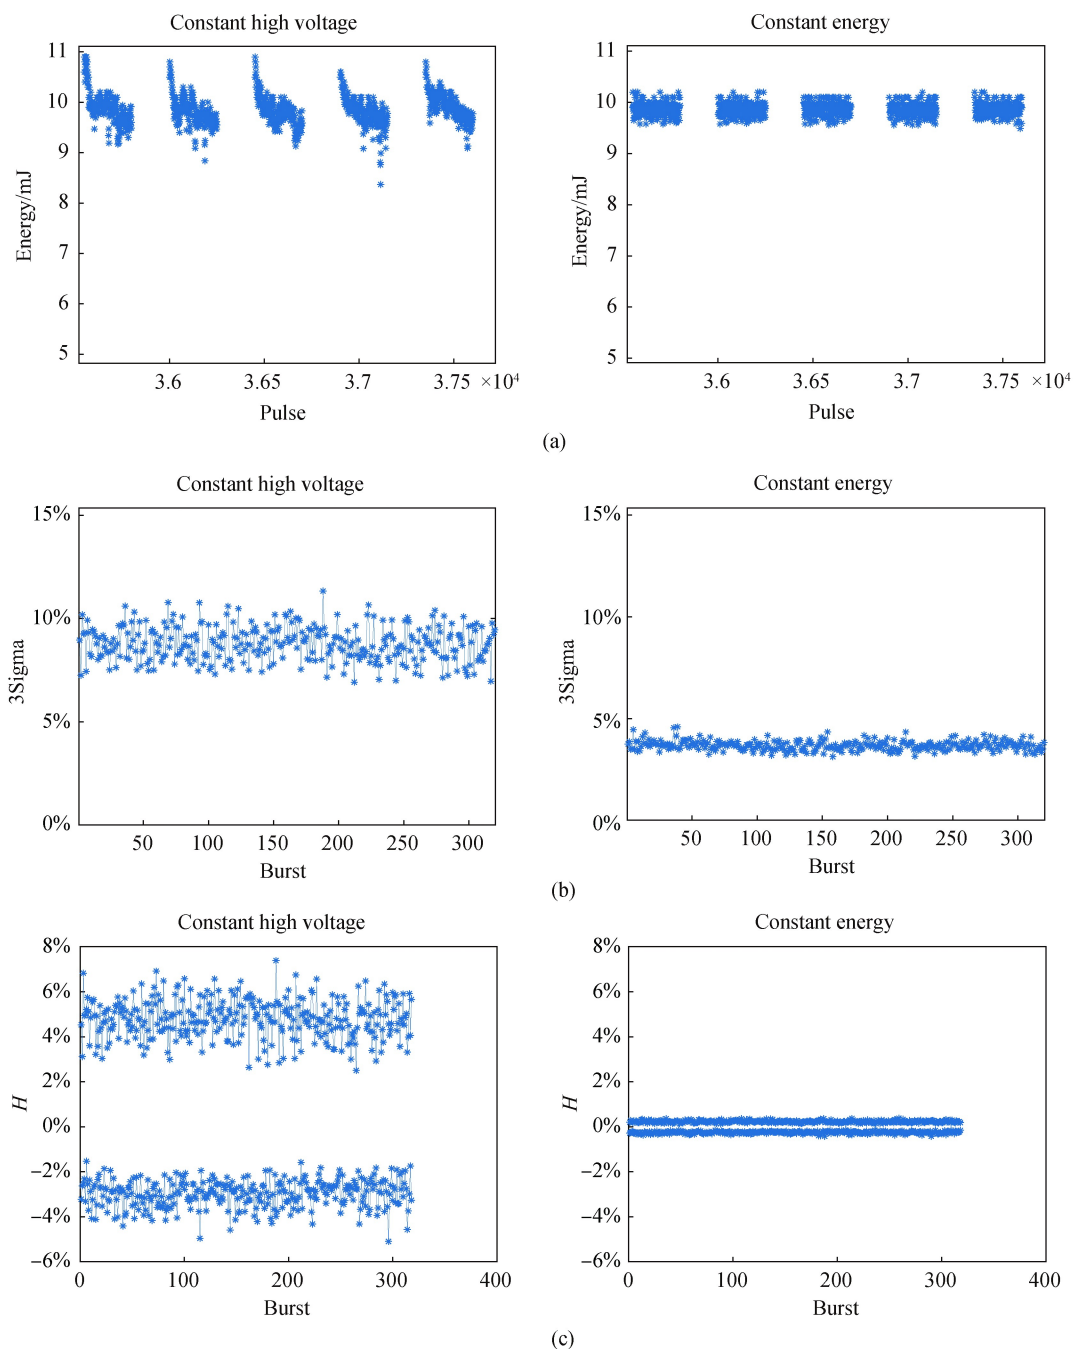 Constant high voltage
Constant energy
11
10
9
8
7
6
5
Energy/mJ
3.6 3.65 3.7 3.75 ×10⁴
Pulse
11
10
9
8
7
6
5
Energy/mJ
3.6 3.65 3.7 3.75 ×10⁴
Pulse
(a)
Constant high voltage
Constant energy
15%
10%
5%
0%
3Sigma
50 100 150 200 250 300
Burst
15%
10%
5%
0%
3Sigma
50 100 150 200 250 300
Burst
(b)
Constant high voltage
Constant energy
8%
6%
4%
2%
0%
−2%
−4%
−6%
H
0 100 200 300 400
Burst
8%
6%
4%
2%
0%
−2%
−4%
−6%
H
0 100 200 300 400
Burst
(c)